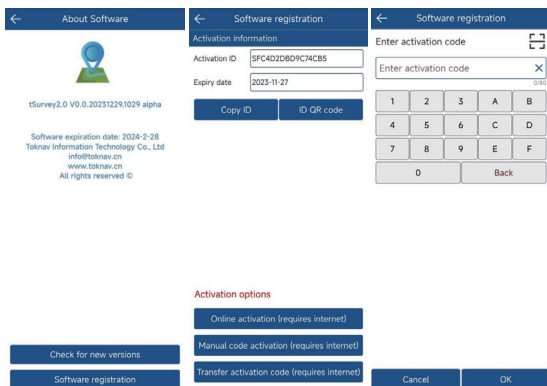 About Software
tSurvey2.0 V0.0.20231229.1029 alpha
Software expiration date: 2024-2-28
Toknav Information Technology Co., Ltd
info@toknav.cn
www.toknav.cn
All rights reserved ©
Check for new versions
Software registration
Software registration
Activation information
Activation ID SFC4D2DBD9C74CB5
Expiry date 2023-11-27
Copy ID ID QR code
Activation options
Online activation (requires internet)
Manual code activation (requires internet)
Transfer activation code (requires internet)
Software registration
Enter activation code
Enter activation code
0/80
1 2 3 A B
4 5 6 C D
7 8 9 E F
0 Back
Cancel OK